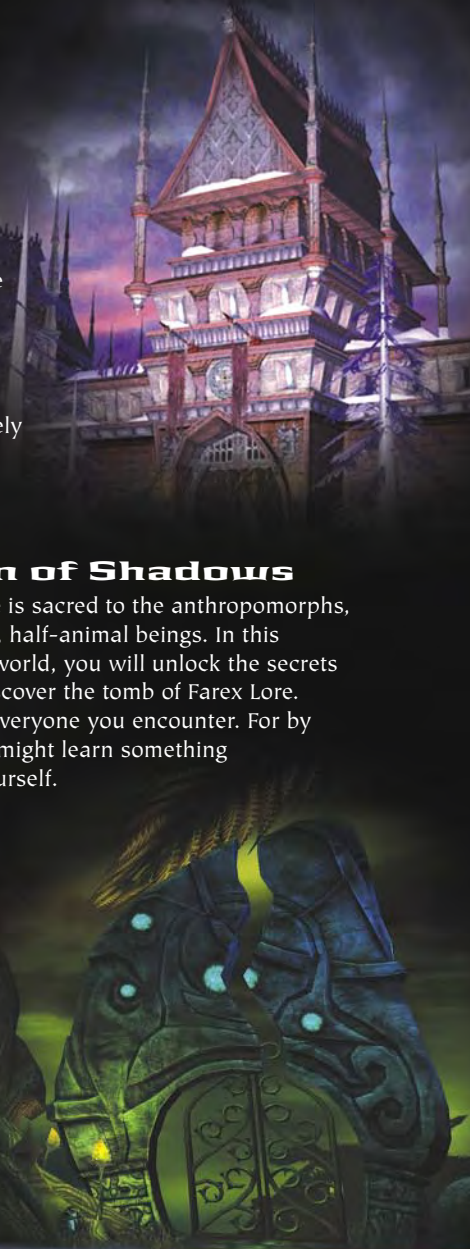 e
ely
n of Shadows
is sacred to the anthropomorphs,
, half-animal beings. In this
world, you will unlock the secrets
cover the tomb of Farex Lore.
veryone you encounter. For by
might learn something
urself.